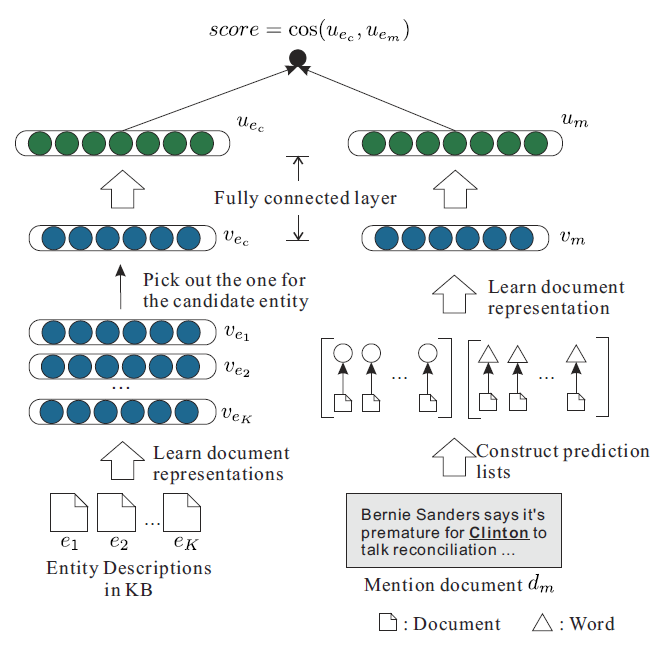 score = cos(u_{e_c}, u_{e_m})
u_{e_c}
u_m
Fully connected layer
v_{e_c}
v_m
Pick out the one for
the candidate entity
Learn document
representation
v_{e_1}
v_{e_2}
...
v_{e_K}
... ...
Learn document
representations
Construct prediction
lists
e_1 e_2 ... e_K
Entity Descriptions
in KB
Bernie Sanders says it's
premature for Clinton to
talk reconciliation ...
Mention document d_m
: Document : Word